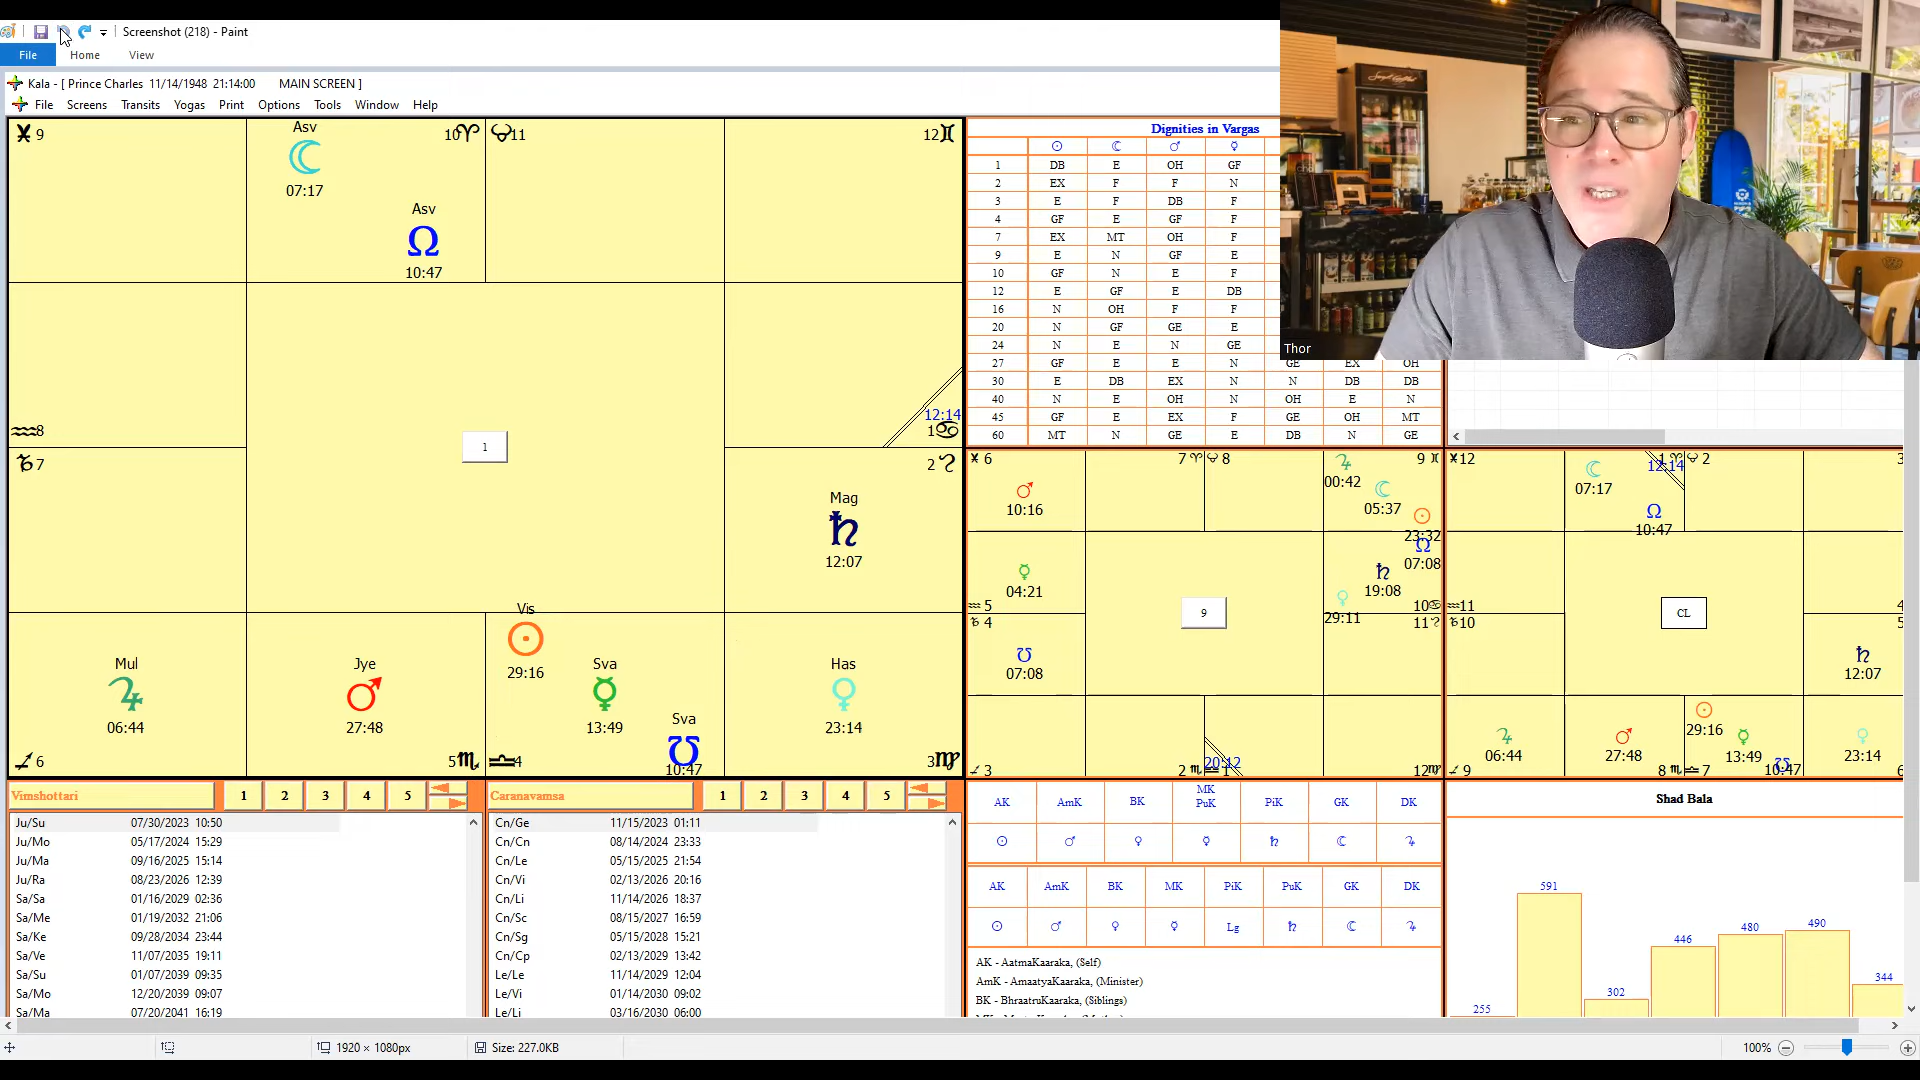 Screenshot (218) - Paint
File Home View
Kala - [ Prince Charles 11/14/1948 21:14:00 MAIN SCREEN ]
File Screens Transits Yogas Print Options Tools Window Help
9
Asv
07:17
10
Asv
10:47
11
12
8
1
12:14
1
7
2
Mag
12:07
Mul
06:44
6
Jye
27:48
5
Vis
29:16
Sva
13:49
Sva
10:47
4
Has
23:14
3
Dignities in Vargas
1 DB E OH GF
2 EX F F N
3 E F DB F
4 GF E GF F
7 EX MT OH F
9 E N GF E
10 GF N E F
12 E GF E DB
16 N OH F F
20 N GF GE E
24 N E N GE
27 GF E E N GE EX OH
30 E DB EX N N DB DB
40 N E OH N OH E N
45 GF E EX F GE OH MT
60 MT N GE E DB N GE
Thor
6
10:16
7
8
9
00:42
05:37
23:32
07:08
04:21
5
4
9
19:08
29:11
10
11
07:08
3
2
1
20:12
12
12
07:17
1
12:14
2
3
10:47
11
10
CL
4
5
12:07
06:44
9
27:48
8
29:16
13:49
10:47
7
23:14
6
Vimshottari 1 2 3 4 5
Ju/Su 07/30/2023 10:50
Ju/Mo 05/17/2024 15:29
Ju/Ma 09/16/2025 15:14
Ju/Ra 08/23/2026 12:39
Sa/Sa 01/16/2029 02:36
Sa/Me 01/19/2032 21:06
Sa/Ke 09/28/2034 23:44
Sa/Ve 11/07/2035 19:11
Sa/Su 01/07/2039 09:35
Sa/Mo 12/20/2039 09:07
Sa/Ma 07/20/2041 16:19
Caranavamsa 1 2 3 4 5
Cn/Ge 11/15/2023 01:11
Cn/Cn 08/14/2024 23:33
Cn/Le 05/15/2025 21:54
Cn/Vi 02/13/2026 20:16
Cn/Li 11/14/2026 18:37
Cn/Sc 08/15/2027 16:59
Cn/Sg 05/15/2028 15:21
Cn/Cp 02/13/2029 13:42
Le/Le 11/14/2029 12:04
Le/Vi 01/14/2030 09:02
Le/Li 03/16/2030 06:00
AK AmK BK MK PuK PiK GK DK
AK AmK BK MK PiK PuK GK DK
Lg
AK - AatmaKaaraka, (Self)
AmK - AmaatyaKaaraka, (Minister)
BK - BhraatruKaaraka, (Siblings)
Shad Bala
255
591
302
446
480
490
344
1920 × 1080px
Size: 227.0KB
100%